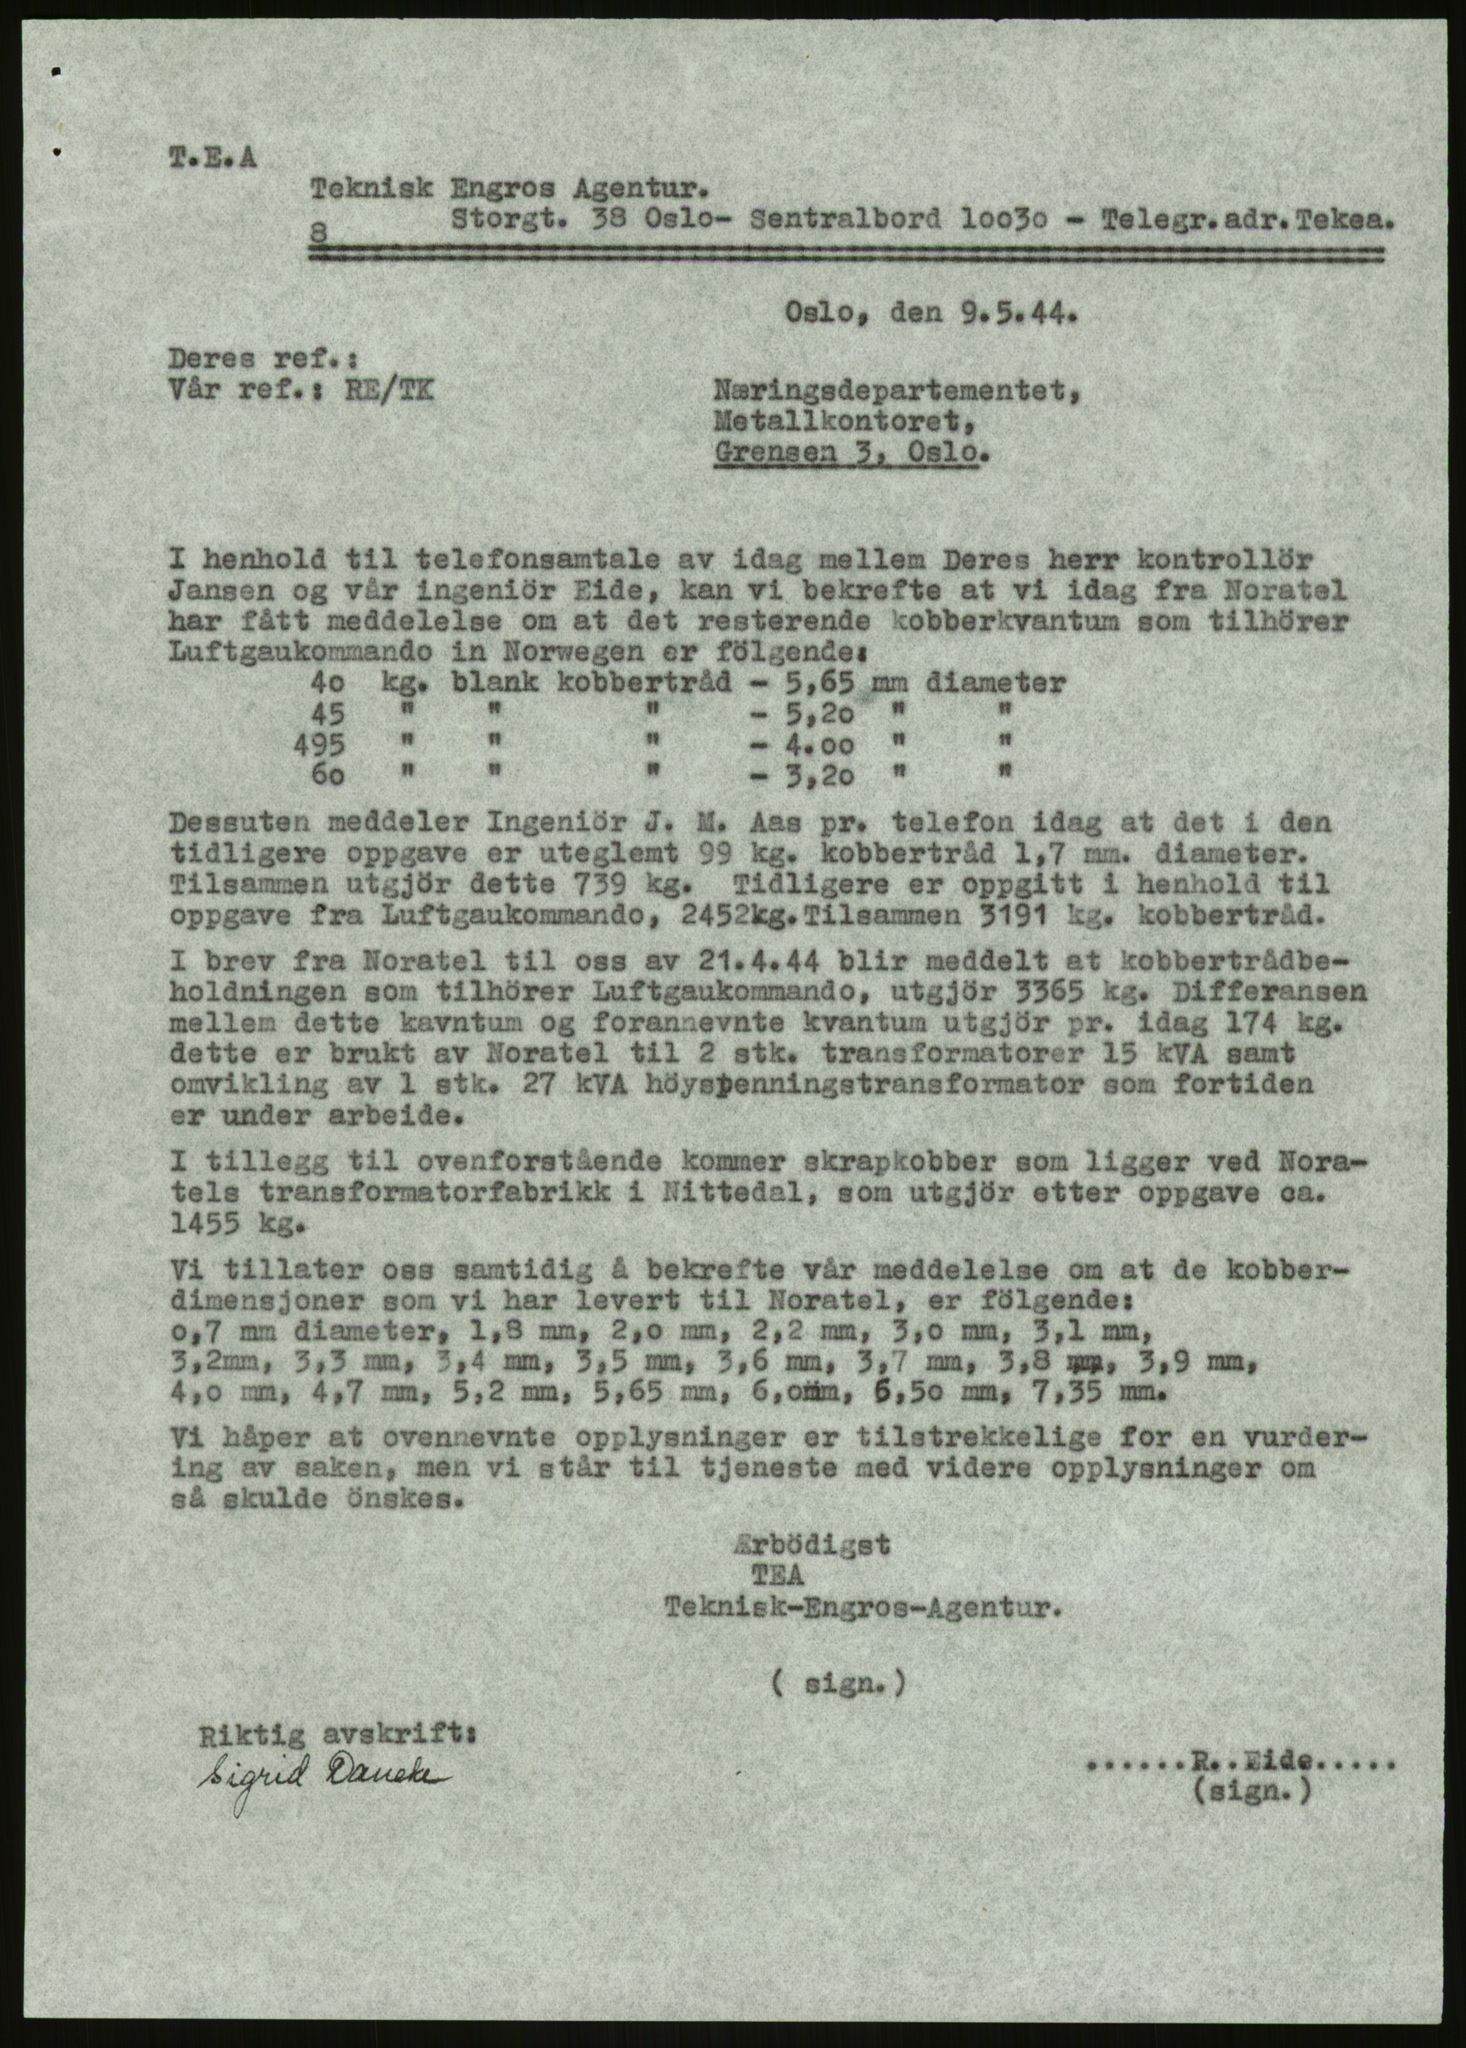 T.E.A
Teknisk Engros Agentur.
Storgt. 38 Oslo- Sentralbord loo3o - Telegr.adr.Tekea.
8
Oslo, den 9.5.44.
Deres ref.:
Vår ref.: RE/TK
Næringsdepartementet,
Metallkontoret,
Grensen 3, Oslo.
I henhold til telefonsamtale av idag mellem Deres herr kontrollör
Jansen og vår ingeniör Eide, kan vi bekrefte at vi idag fra Noratel
har fått meddelelse om at det resterende kobberkvantum som tilhörer
Luftgaukommando in Norwegen er fölgende:
4o kg. blank kobbertråd - 5,65 mm diameter
45 " " " - 5,2o " "
495 " " " - 4.oo " "
6o " " " - 3,2o " "
Dessuten meddeler Ingeniör J. M. Aas pr. telefon idag at det i den
tidligere oppgave er uteglemt 99 kg. kobbertråd 1,7 mm. diameter.
Tilsammen utgjör dette 739 kg. Tidligere er oppgitt i henhold til
oppgave fra Luftgaukommando, 2452kg.Tilsammen 3191 kg. kobbertråd.
I brev fra Noratel til oss av 21.4.44 blir meddelt at kobbertrådbe-
holdningen som tilhörer Luftgaukommando, utgjör 3365 kg. Differansen
mellem dette kavntum og forannevnte kvantum utgjör pr. idag 174 kg.
dette er brukt av Noratel til 2 stk. transformatorer 15 kVA samt
omvikling av 1 stk. 27 kVA höyspenningstransformator som fortiden
er under arbeide.
I tillegg til ovenforstående kommer skrapkobber som ligger ved Nora-
tels transformatorfabrikk i Nittedal, som utgjör etter oppgave ca.
1455 kg.
Vi tillater oss samtidig å bekrefte vår meddelelse om at de kobber-
dimensjoner som vi har levert til Noratel, er fölgende:
o,7 mm diameter, 1,8 mm, 2,o mm, 2,2 mm, 3,o mm, 3,1 mm,
3,2mm, 3,3 mm, 3,4 mm, 3,5 mm, 3,6 mm, 3,7 mm, 3,8 mm, 3,9 mm,
4,o mm, 4,7 mm, 5,2 mm, 5,65 mm, 6,omm, 6,5o mm, 7,35 mm.
Vi håper at ovennevnte opplysninger er tilstrekkelige for en vurder-
ing av saken, men vi står til tjeneste med videre opplysninger om
så skulde önskes.
Ærbödigst
TEA
Teknisk-Engros-Agentur.
( sign.)
Riktig avskrift:
Sigrid Daneke
......R..Eide.....
(sign.)